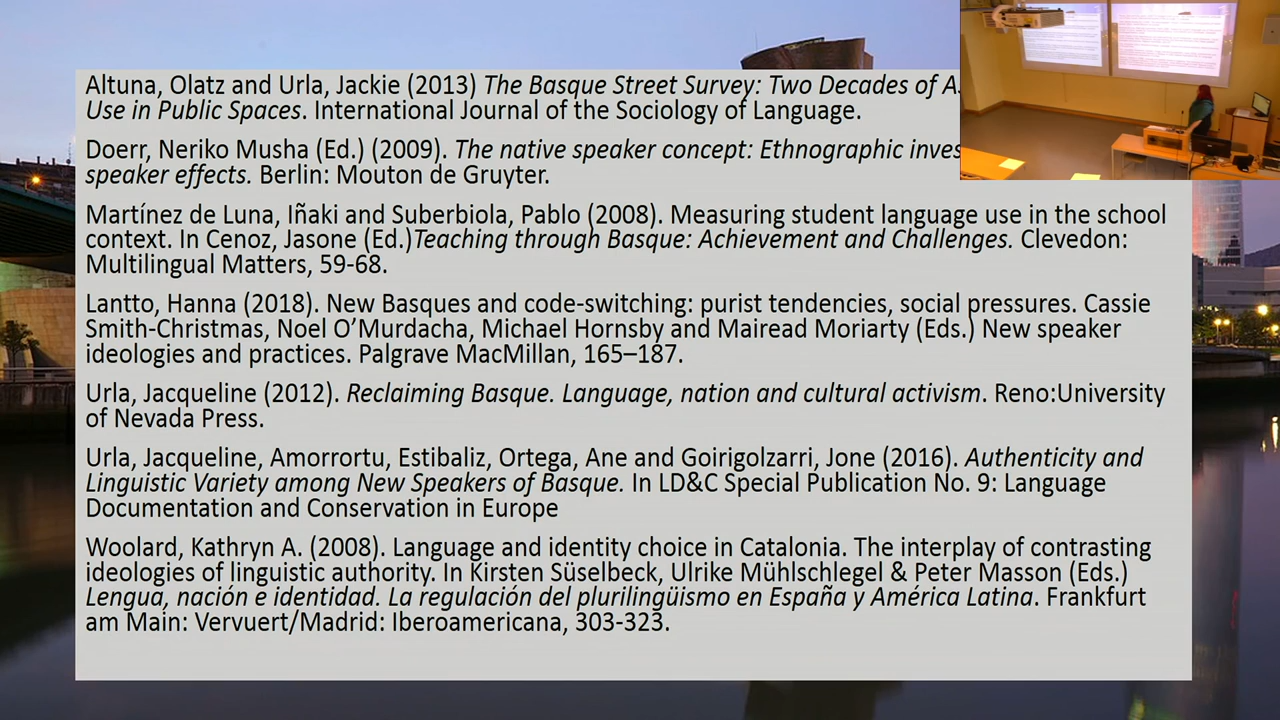 Altuna, Olatz and Urla, Jackie (2013) The Basque Street Survey: Two Decades of
Use in Public Spaces. International Journal of the Sociology of Language.
Doerr, Neriko Musha (Ed.) (2009). The native speaker concept: Ethnographic
speaker effects. Berlin: Mouton de Gruyter.
Martínez de Luna, Iñaki and Suberbiola, Pablo (2008). Measuring student language use in the school
context. In Cenoz, Jasone (Ed.)Teaching through Basque: Achievement and Challenges. Clevedon:
Multilingual Matters, 59-68.
Lantto, Hanna (2018). New Basques and code-switching: purist tendencies, social pressures. Cassie
Smith-Christmas, Noel O’Murdacha, Michael Hornsby and Mairead Moriarty (Eds.) New speaker
ideologies and practices. Palgrave MacMillan, 165–187.
Urla, Jacqueline (2012). Reclaiming Basque. Language, nation and cultural activism. Reno:University
of Nevada Press.
Urla, Jacqueline, Amorrortu, Estibaliz, Ortega, Ane and Goirigolzarri, Jone (2016). Authenticity and
Linguistic Variety among New Speakers of Basque. In LD&C Special Publication No. 9: Language
Documentation and Conservation in Europe
Woolard, Kathryn A. (2008). Language and identity choice in Catalonia. The interplay of contrasting
ideologies of linguistic authority. In Kirsten Süselbeck, Ulrike Mühlschlegel & Peter Masson (Eds.)
Lengua, nación e identidad. La regulación del plurilingüismo en España y América Latina. Frankfurt
am Main: Vervuert/Madrid: Iberoamericana, 303-323.